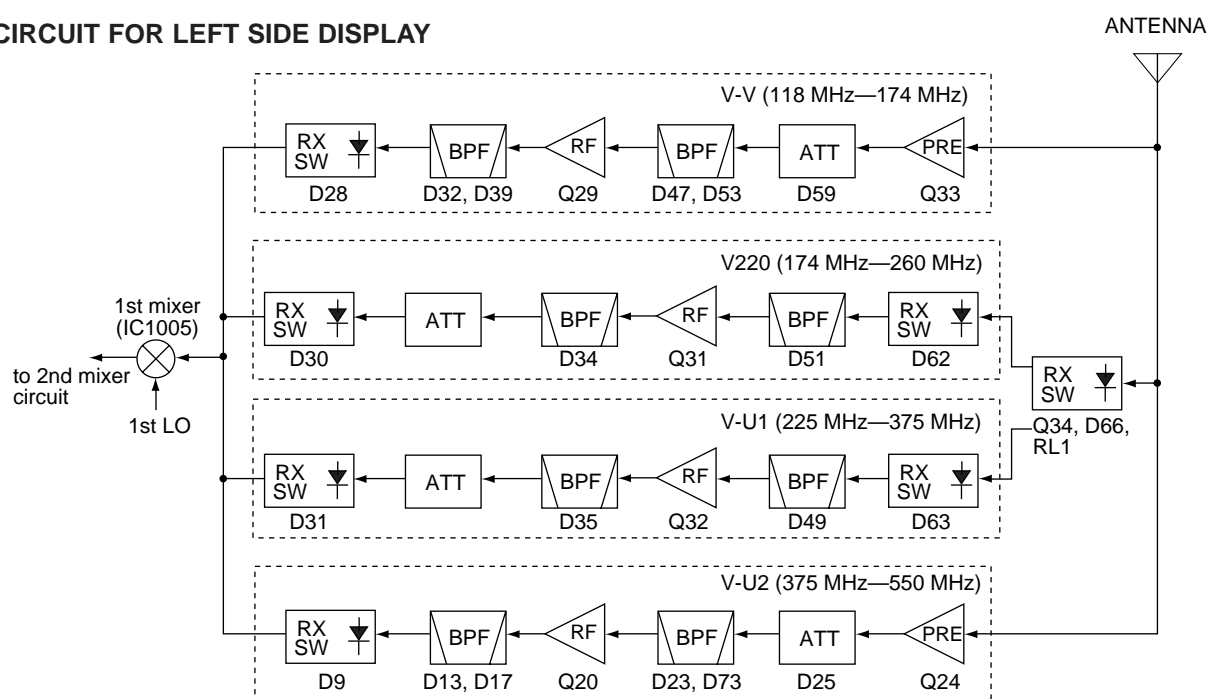 CIRCUIT FOR LEFT SIDE DISPLAY
ANTENNA
V-V (118 MHz—174 MHz)
RX
SW
BPF
RF
BPF
ATT
PRE
D28
D32, D39
Q29
D47, D53
D59
Q33
V220 (174 MHz—260 MHz)
RX
SW
ATT
BPF
RF
BPF
RX
SW
D30
D34
Q31
D51
D62
1st mixer
(IC1005)
to 2nd mixer
circuit
1st LO
RX
SW
Q34, D66,
RL1
V-U1 (225 MHz—375 MHz)
RX
SW
ATT
BPF
RF
BPF
RX
SW
D31
D35
Q32
D49
D63
V-U2 (375 MHz—550 MHz)
RX
SW
BPF
RF
BPF
ATT
PRE
D9
D13, D17
Q20
D23, D73
D25
Q24